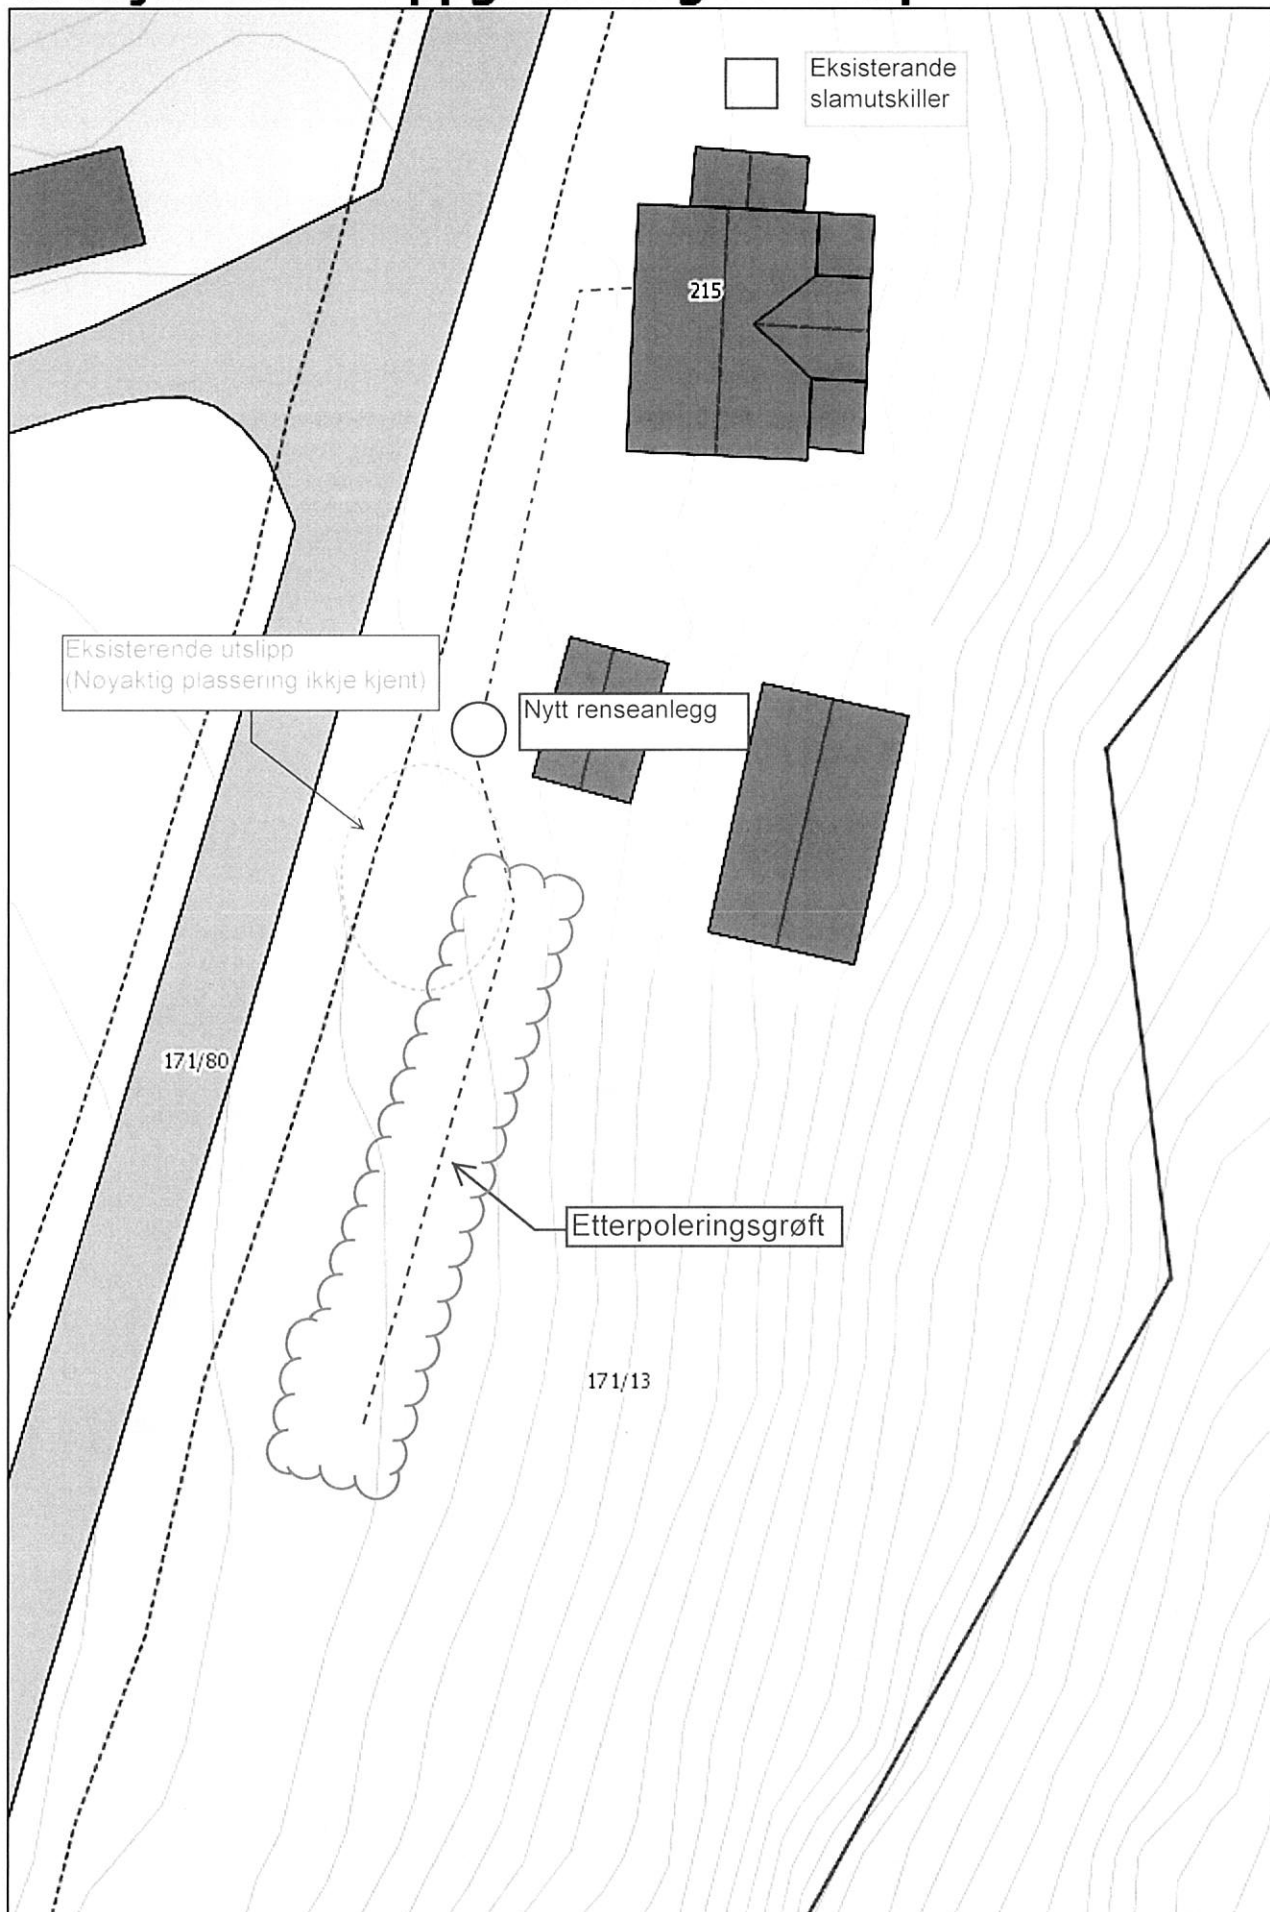 Eksisterande
slamutskiller
215
Eksisterende utslipp
(Nøyaktig plassering ikkje kjent)
Nytt renseanlegg
171/80
Etterpoleringsgrøft
171/13